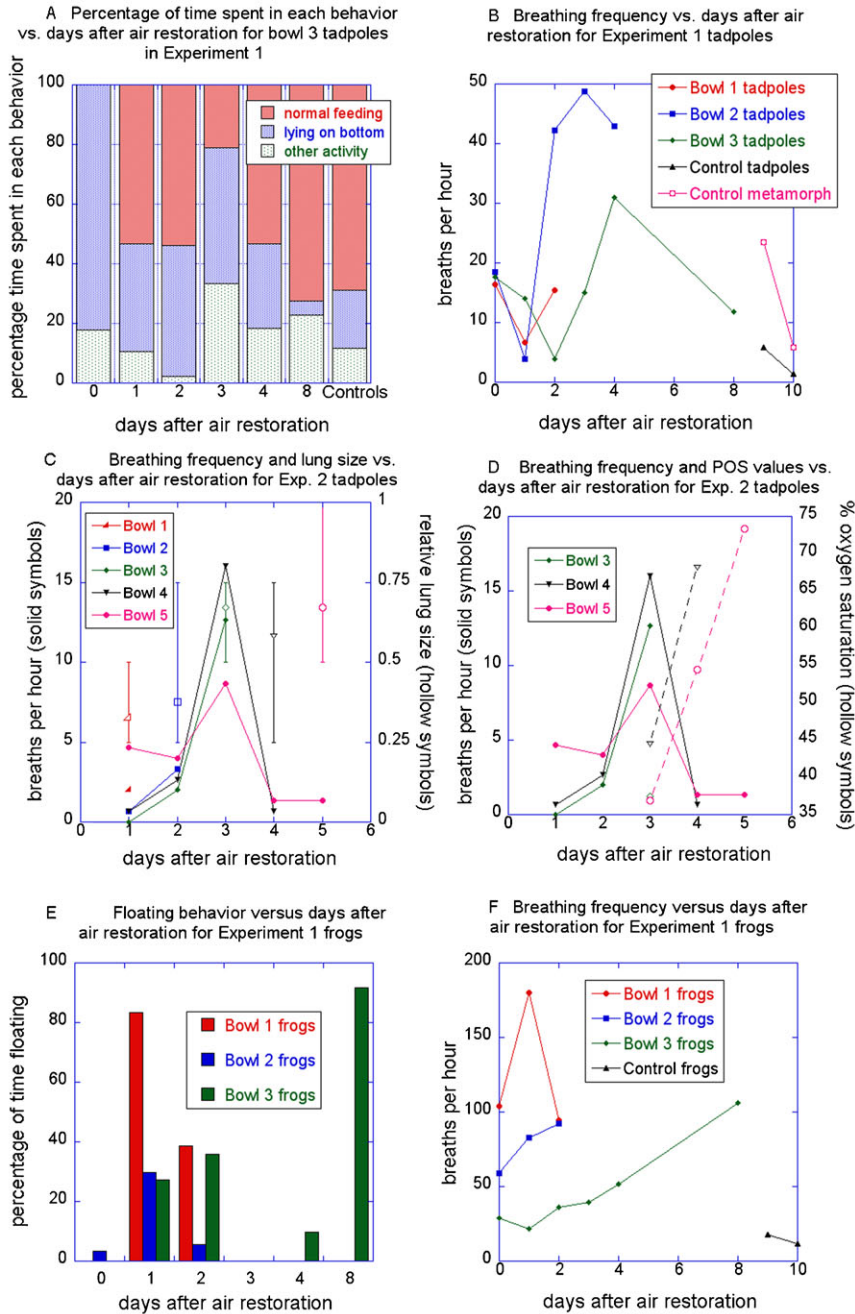 A Percentage of time spent in each behavior
vs. days after air restoration for bowl 3 tadpoles
in Experiment 1
percentage time spent in each behavior
100
80
60
40
20
0
normal feeding
lying on bottom
other activity
0 1 2 3 4 8 Controls
days after air restoration
B Breathing frequency vs. days after air
restoration for Experiment 1 tadpoles
breaths per hour
50
40
30
20
10
0
Bowl 1 tadpoles
Bowl 2 tadpoles
Bowl 3 tadpoles
Control tadpoles
Control metamorph
0 2 4 6 8 10
days after air restoration
C Breathing frequency and lung size vs.
days after air restoration for Exp. 2 tadpoles
breaths per hour (solid symbols)
20
15
10
5
0
Bowl 1
Bowl 2
Bowl 3
Bowl 4
Bowl 5
1
0.75
0.5
0.25
0
relative lung size (hollow symbols)
0 1 2 3 4 5 6
days after air restoration
D Breathing frequency and POS values vs.
days after air restoration for Exp. 2 tadpoles
breaths per hour (solid symbols)
20
15
10
5
0
Bowl 3
Bowl 4
Bowl 5
75
70
65
60
55
50
45
40
35
% oxygen saturation (hollow symbols)
0 1 2 3 4 5 6
days after air restoration
E Floating behavior versus days after
air restoration for Experiment 1 frogs
percentage of time floating
100
80
60
40
20
0
Bowl 1 frogs
Bowl 2 frogs
Bowl 3 frogs
0 1 2 3 4 8
days after air restoration
F Breathing frequency versus days after
air restoration for Experiment 1 frogs
breaths per hour
200
150
100
50
0
Bowl 1 frogs
Bowl 2 frogs
Bowl 3 frogs
Control frogs
0 2 4 6 8 10
days after air restoration